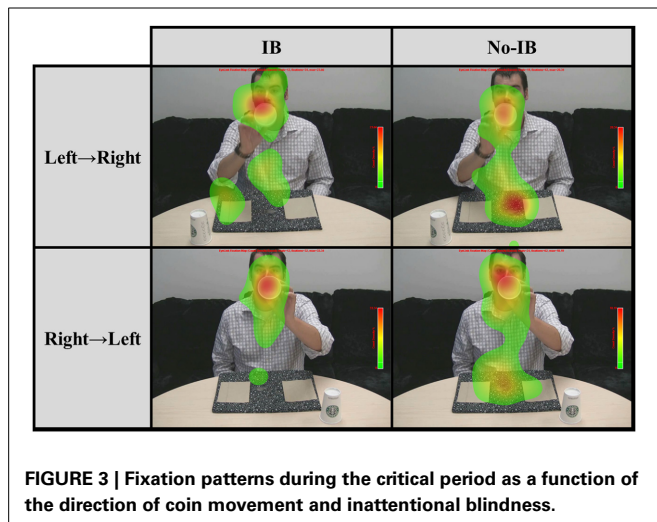 IB
No-IB
Left→Right
Right→Left
FIGURE 3 | Fixation patterns during the critical period as a function of
the direction of coin movement and inattentional blindness.